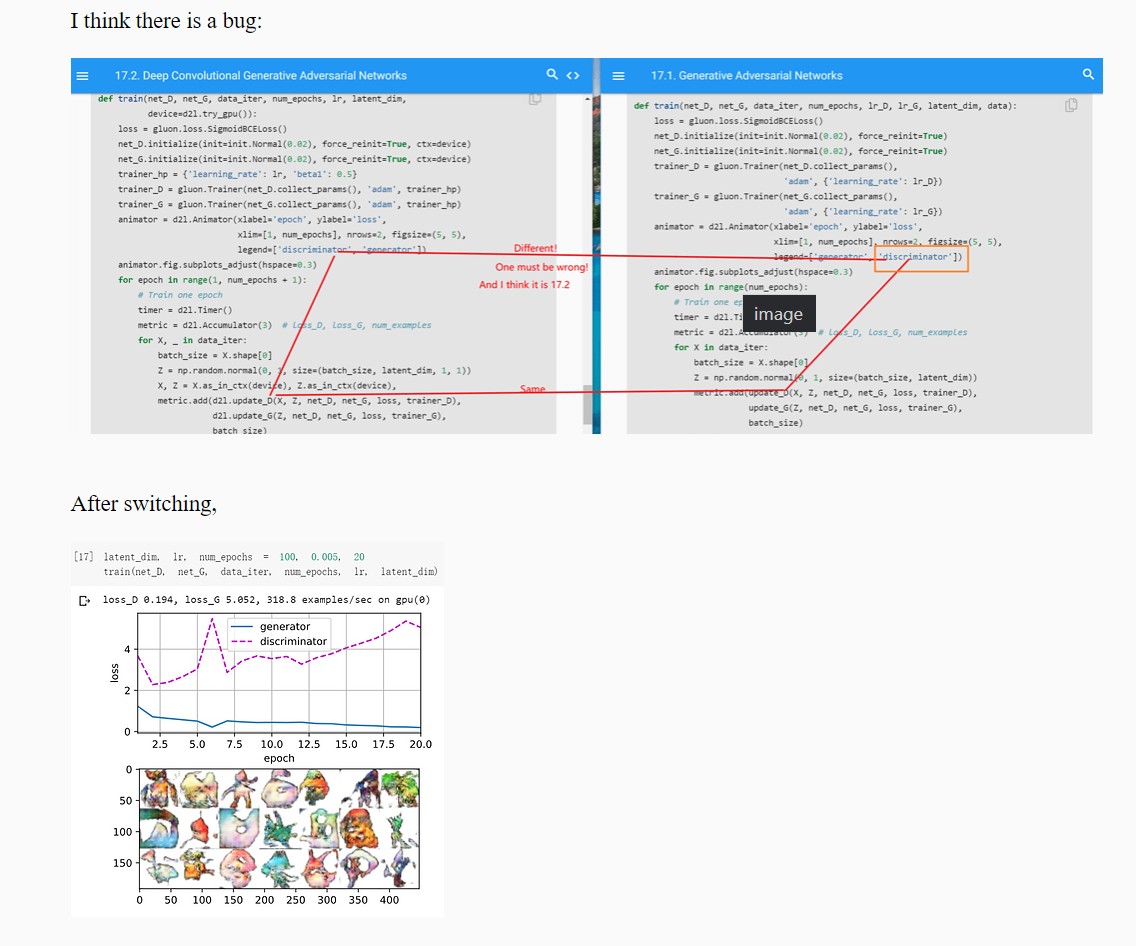 I think there is a bug:
17.2. Deep Convolutional Generative Adversarial Networks
def train(net_D, net_G, data_iter, num_epochs, lr, latent_dim,
device=d2l.try_gpu()):
loss = gluon.loss.SigmoidBCELoss()
net_D.initialize(init=init.Normal(0.02), force_reinit=True, ctx=device)
net_G.initialize(init=init.Normal(0.02), force_reinit=True, ctx=device)
trainer_hp = {'learning_rate': lr, 'beta1': 0.5}
trainer_D = gluon.Trainer(net_D.collect_params(), 'adam', trainer_hp)
trainer_G = gluon.Trainer(net_G.collect_params(), 'adam', trainer_hp)
animator = d2l.Animator(xlabel='epoch', ylabel='loss',
xlim=[1, num_epochs], nrows=2, figsize=(5, 5),
legend=['discriminator', 'generator'])
animator.fig.subplots_adjust(hspace=0.3)
for epoch in range(1, num_epochs + 1):
# Train one epoch
timer = d2l.Timer()
metric = d2l.Accumulator(3) # loss_D, loss_G, num_examples
for X, _ in data_iter:
batch_size = X.shape[0]
Z = np.random.normal(0, 1, size=(batch_size, latent_dim, 1, 1))
X, Z = X.as_in_ctx(device), Z.as_in_ctx(device),
metric.add(d2l.update_D(X, Z, net_D, net_G, loss, trainer_D),
d2l.update_G(Z, net_D, net_G, loss, trainer_G),
batch_size)
Different!
One must be wrong!
And I think it is 17.2
Same
17.1. Generative Adversarial Networks
def train(net_D, net_G, data_iter, num_epochs, lr_D, lr_G, latent_dim, data):
loss = gluon.loss.SigmoidBCELoss()
net_D.initialize(init=init.Normal(0.02), force_reinit=True)
net_G.initialize(init=init.Normal(0.02), force_reinit=True)
trainer_D = gluon.Trainer(net_D.collect_params(),
'adam', {'learning_rate': lr_D})
trainer_G = gluon.Trainer(net_G.collect_params(),
'adam', {'learning_rate': lr_G})
animator = d2l.Animator(xlabel='epoch', ylabel='loss',
xlim=[1, num_epochs], nrows=2, figsize=(5, 5),
legend=['generator', 'discriminator'])
animator.fig.subplots_adjust(hspace=0.3)
for epoch in range(num_epochs):
# Train one ep
timer = d2l.Ti
image
metric = d2l.Accumulator(3) # loss_D, loss_G, num_examples
for X in data_iter:
batch_size = X.shape[0]
Z = np.random.normal(0, 1, size=(batch_size, latent_dim))
metric.add(update_D(X, Z, net_D, net_G, loss, trainer_D),
update_G(Z, net_D, net_G, loss, trainer_G),
batch_size)
After switching,
[17] latent_dim, lr, num_epochs = 100, 0.005, 20
train(net_D, net_G, data_iter, num_epochs, lr, latent_dim)
loss_D 0.194, loss_G 5.052, 318.8 examples/sec on gpu(0)
generator
discriminator
4
2
0
loss
2.5 5.0 7.5 10.0 12.5 15.0 17.5 20.0
epoch
0
50
100
150
0 50 100 150 200 250 300 350 400